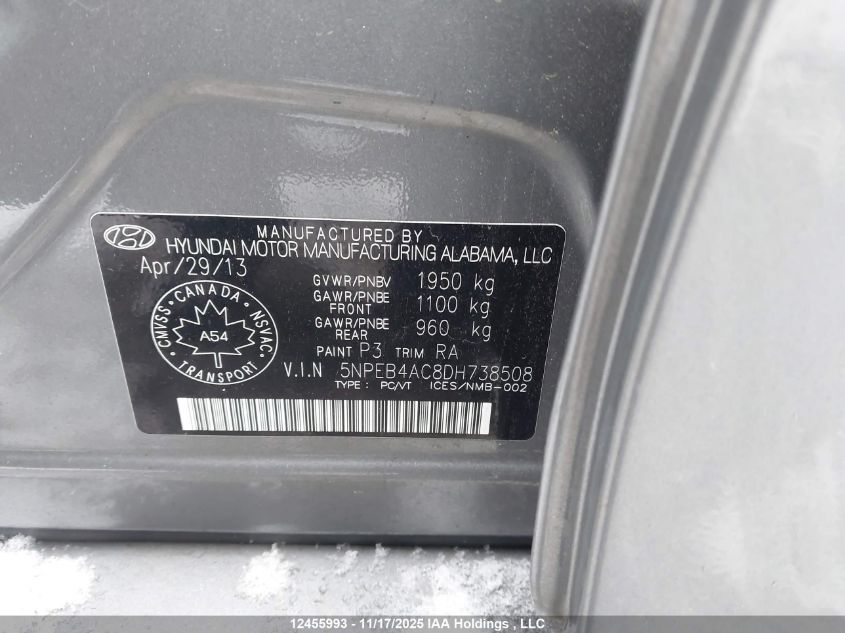 MANUFACTURED BY
HYUNDAI MOTOR MANUFACTURING ALABAMA, LLC
Apr/29/13
GVWR/PNBV 1950 kg
GAWR/PNBE FRONT 1100 kg
GAWR/PNBE REAR 960 kg
PAINT P3 TRIM RA
CMVSS • CANADA • NSVAC
A54
TRANSPORT
V.I.N 5NPEB4AC8DH738508
TYPE : PC/VT ICES/NMB-002
12455993 - 11/17/2025 IAA Holdings , LLC